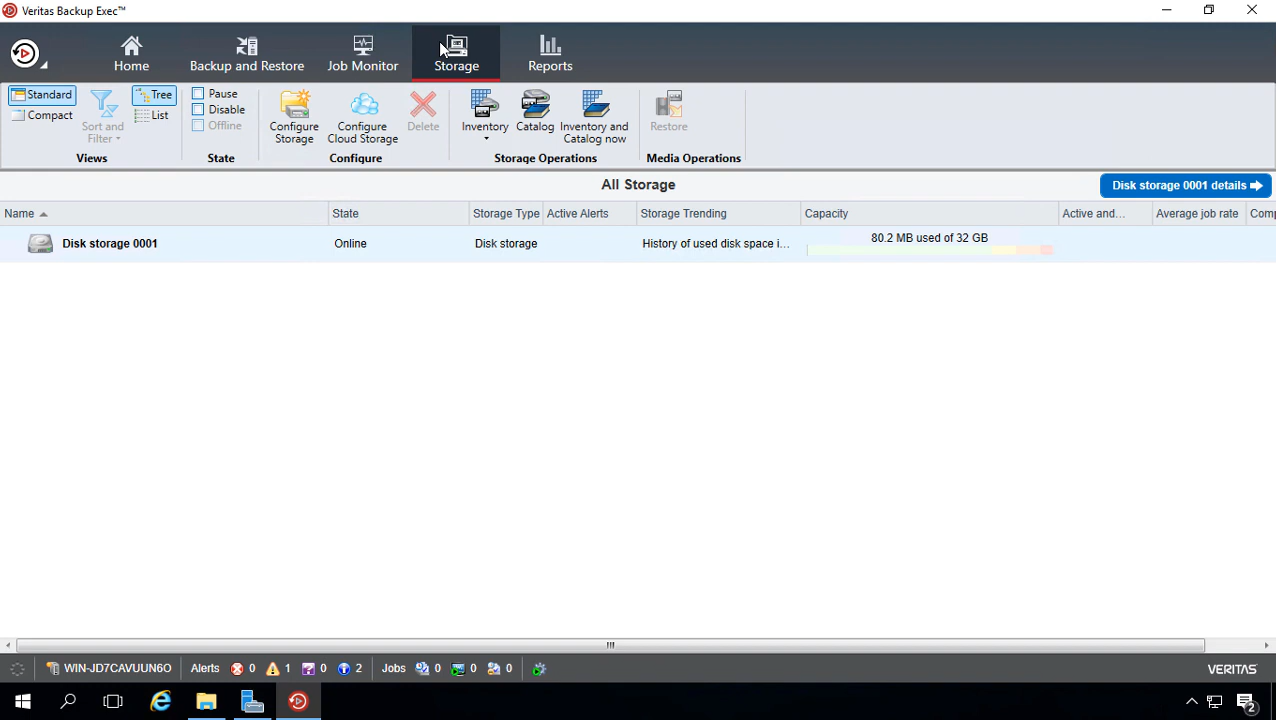 Veritas Backup Exec™
Home
Backup and Restore
Job Monitor
Storage
Reports
Standard
Compact
Sort and
Filter
Views
Tree
List
Pause
Disable
Offline
State
Configure
Storage
Configure
Cloud Storage
Delete
Configure
Inventory
Catalog
Inventory and
Catalog now
Storage Operations
Restore
Media Operations
All Storage
Disk storage 0001 details
Name State Storage Type Active Alerts Storage Trending Capacity Active and... Average job rate Comp
Disk storage 0001 Online Disk storage History of used disk space i... 80.2 MB used of 32 GB
WIN-JD7CAVUUN6O Alerts 0 1 0 2 Jobs 0 0 0 VERITAS
2